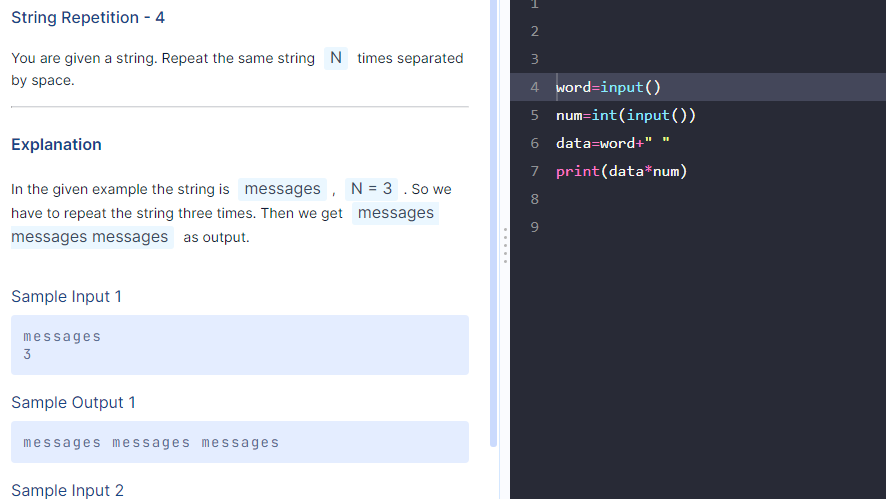 String Repetition - 4
You are given a string. Repeat the same string N times separated
by space.
Explanation
In the given example the string is messages , N = 3 . So we
have to repeat the string three times. Then we get messages
messages messages as output.
Sample Input 1
messages
3
Sample Output 1
messages messages messages
Sample Input 2
1
2
3
4 word=input()
5 num=int(input())
6 data=word+" "
7 print(data*num)
8
9